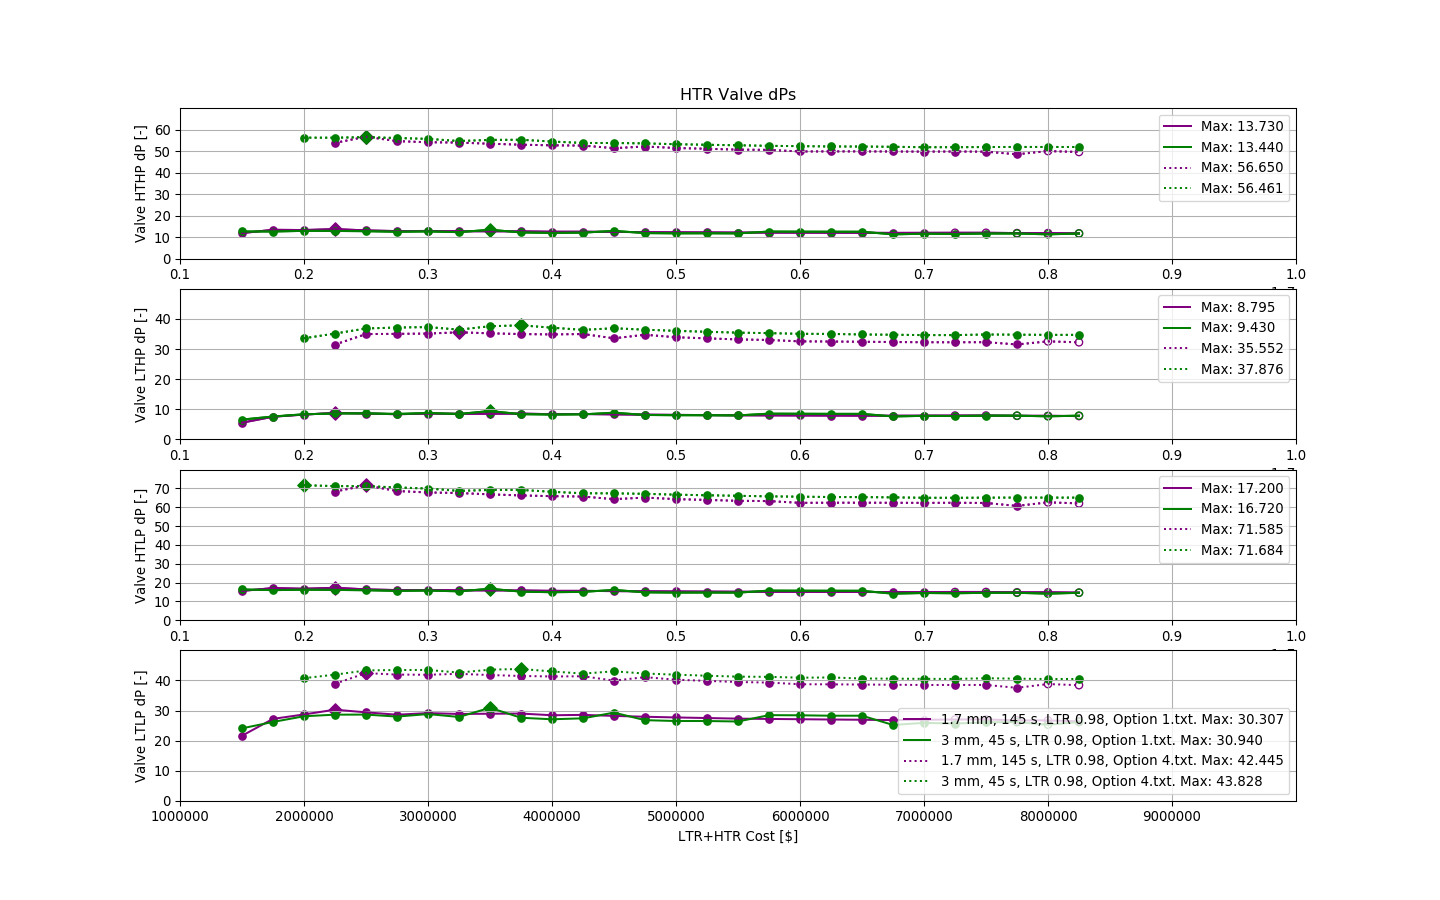 HTR Valve dPs
Valve HTHP dP [-]
60
50
40
30
20
10
0
Max: 13.730
Max: 13.440
Max: 56.650
Max: 56.461
0.1 0.2 0.3 0.4 0.5 0.6 0.7 0.8 0.9 1.0
Valve LTHP dP [-]
40
30
20
10
0
Max: 8.795
Max: 9.430
Max: 35.552
Max: 37.876
0.1 0.2 0.3 0.4 0.5 0.6 0.7 0.8 0.9 1.0
Valve HTLP dP [-]
70
60
50
40
30
20
10
0
Max: 17.200
Max: 16.720
Max: 71.585
Max: 71.684
0.1 0.2 0.3 0.4 0.5 0.6 0.7 0.8 0.9 1.0
Valve LTLP dP [-]
40
30
20
10
0
1.7 mm, 145 s, LTR 0.98, Option 1.txt. Max: 30.307
3 mm, 45 s, LTR 0.98, Option 1.txt. Max: 30.940
1.7 mm, 145 s, LTR 0.98, Option 4.txt. Max: 42.445
3 mm, 45 s, LTR 0.98, Option 4.txt. Max: 43.828
1000000 2000000 3000000 4000000 5000000 6000000 7000000 8000000 9000000
LTR+HTR Cost [$]